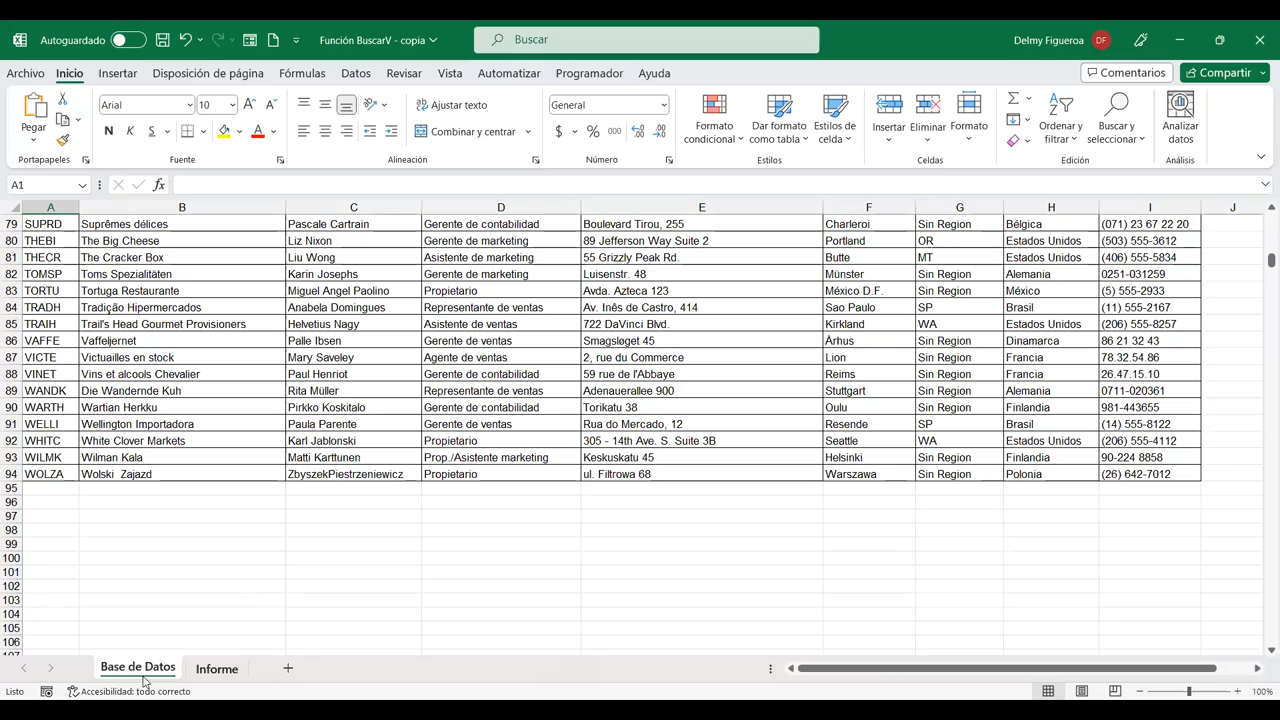 Autoguardado Función BuscarV - copia Buscar Delmy Figueroa DF
Archivo Inicio Insertar Disposición de página Fórmulas Datos Revisar Vista Automatizar Programador Ayuda Comentarios Compartir
Pegar Arial 10 Ajustar texto General Formato condicional Dar formato como tabla Estilos de celda Insertar Eliminar Formato Ordenar y filtrar Buscar y seleccionar Analizar datos
N K S Combinar y centrar $ % 000
Portapapeles Fuente Alineación Número Estilos Celdas Edición Análisis
A1 fx
A B C D E F G H I J
79 SUPRD Suprêmes délices Pascale Cartrain Gerente de contabilidad Boulevard Tirou, 255 Charleroi Sin Region Bélgica (071) 23 67 22 20
80 THEBI The Big Cheese Liz Nixon Gerente de marketing 89 Jefferson Way Suite 2 Portland OR Estados Unidos (503) 555-3612
81 THECR The Cracker Box Liu Wong Asistente de marketing 55 Grizzly Peak Rd. Butte MT Estados Unidos (406) 555-5834
82 TOMSP Toms Spezialitäten Karin Josephs Gerente de marketing Luisenstr. 48 Münster Sin Region Alemania 0251-031259
83 TORTU Tortuga Restaurante Miguel Angel Paolino Propietario Avda. Azteca 123 México D.F. Sin Region México (5) 555-2933
84 TRADH Tradição Hipermercados Anabela Domingues Representante de ventas Av. Inês de Castro, 414 Sao Paulo SP Brasil (11) 555-2167
85 TRAIH Trail's Head Gourmet Provisioners Helvetius Nagy Asistente de ventas 722 DaVinci Blvd. Kirkland WA Estados Unidos (206) 555-8257
86 VAFFE Vaffeljernet Palle Ibsen Gerente de ventas Smagsløget 45 Århus Sin Region Dinamarca 86 21 32 43
87 VICTE Victuailles en stock Mary Saveley Agente de ventas 2, rue du Commerce Lion Sin Region Francia 78.32.54.86
88 VINET Vins et alcools Chevalier Paul Henriot Gerente de contabilidad 59 rue de l'Abbaye Reims Sin Region Francia 26.47.15.10
89 WANDK Die Wandernde Kuh Rita Müller Representante de ventas Adenauerallee 900 Stuttgart Sin Region Alemania 0711-020361
90 WARTH Wartian Herkku Pirkko Koskitalo Gerente de contabilidad Torikatu 38 Oulu Sin Region Finlandia 981-443655
91 WELLI Wellington Importadora Paula Parente Gerente de ventas Rua do Mercado, 12 Resende SP Brasil (14) 555-8122
92 WHITC White Clover Markets Karl Jablonski Propietario 305 - 14th Ave. S. Suite 3B Seattle WA Estados Unidos (206) 555-4112
93 WILMK Wilman Kala Matti Karttunen Prop./Asistente marketing Keskuskatu 45 Helsinki Sin Region Finlandia 90-224 8858
94 WOLZA Wolski Zajazd ZbyszekPiestrzeniewicz Propietario ul. Filtrowa 68 Warszawa Sin Region Polonia (26) 642-7012
95
96
97
98
99
100
101
102
103
104
105
106
Base de Datos Informe
Listo Accesibilidad: todo correcto 100%